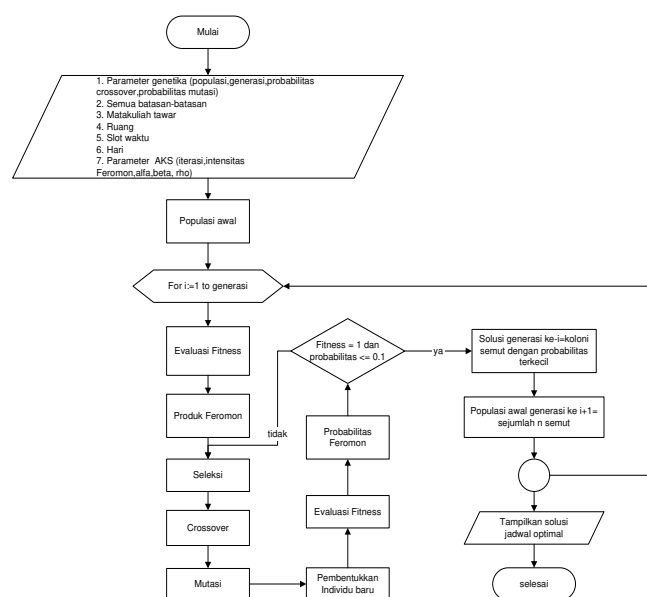 Mulai
1. Parameter genetika (populasi,generasi,probabilitas
crossover,probabilitas mutasi)
2. Semua batasan-batasan
3. Matakuliah tawar
4. Ruang
5. Slot waktu
6. Hari
7. Parameter AKS (iterasi,intensitas
Feromon,alfa,beta, rho)
Populasi awal
For i:=1 to generasi
Evaluasi Fitness
Produk Feromon
Seleksi
Crossover
Mutasi
Pembentukkan
Individu baru
Evaluasi Fitness
Probabilitas
Feromon
Fitness = 1 dan
probabilitas <= 0.1
tidak
ya
Solusi generasi ke-i=koloni
semut dengan probabilitas
terkecil
Populasi awal generasi ke i+1=
sejumlah n semut
Tampilkan solusi
jadwal optimal
selesai